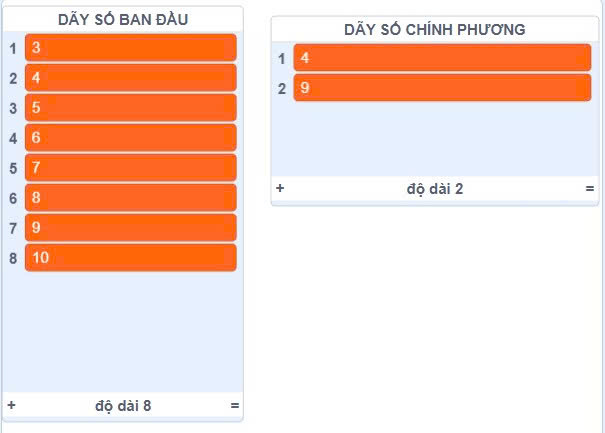 DÃY SỐ BAN ĐẦU
1 3
2 4
3 5
4 6
5 7
6 8
7 9
8 10
+ độ dài 8 =
DÃY SỐ CHÍNH PHƯƠNG
1 4
2 9
+ độ dài 2 =